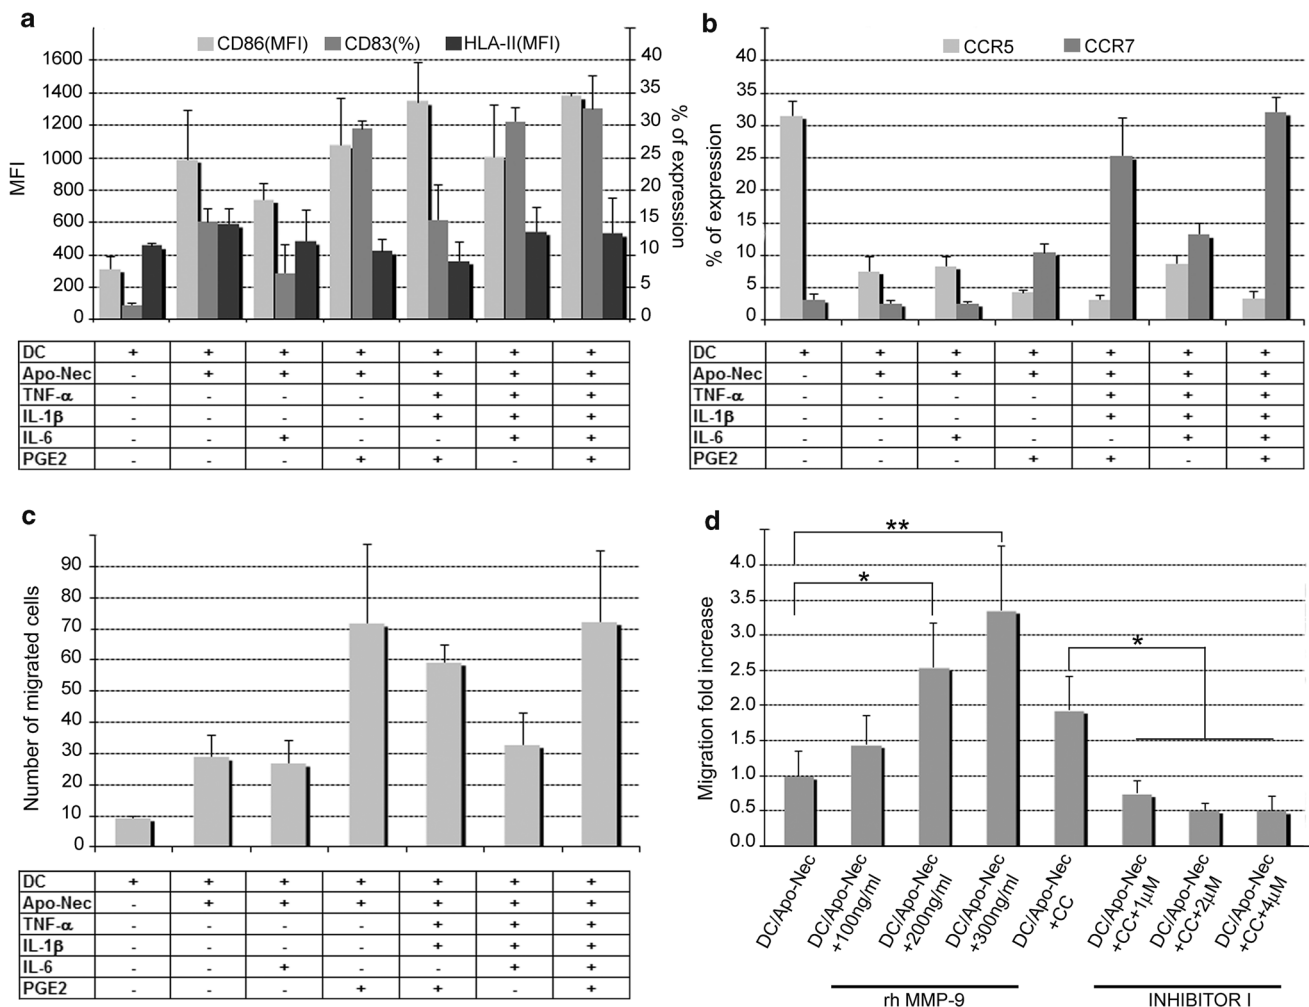 a
CD86(MFI) CD83(%) HLA-II(MFI)
MFI
1600
1400
1200
1000
800
600
400
200
0
40
35
30
25
20
15
10
5
0
% of expression
DC + + + + + + +
Apo-Nec - + + + + + +
TNF-α - - - - + + +
IL-1β - - - - + + +
IL-6 - - + - - + +
PGE2 - - - + + - +
b
CCR5 CCR7
% of expression
40
35
30
25
20
15
10
5
0
DC + + + + + + +
Apo-Nec - + + + + + +
TNF-α - - - - + + +
IL-1β - - - - + + +
IL-6 - - + - - + +
PGE2 - - - + + - +
c
Number of migrated cells
90
80
70
60
50
40
30
20
10
0
DC + + + + + + +
Apo-Nec - + + + + + +
TNF-α - - - - + + +
IL-1β - - - - + + +
IL-6 - - + - - + +
PGE2 - - - + + - +
d
Migration fold increase
4.0
3.5
3.0
2.5
2.0
1.5
1.0
0.5
0.0
**
*
*
DC/Apo-Nec
DC/Apo-Nec
+100ng/ml
DC/Apo-Nec
+200ng/ml
DC/Apo-Nec
+300ng/ml
DC/Apo-Nec
+CC
DC/Apo-Nec
+CC+1μM
DC/Apo-Nec
+CC+2μM
DC/Apo-Nec
+CC+4μM
rh MMP-9
INHIBITOR I